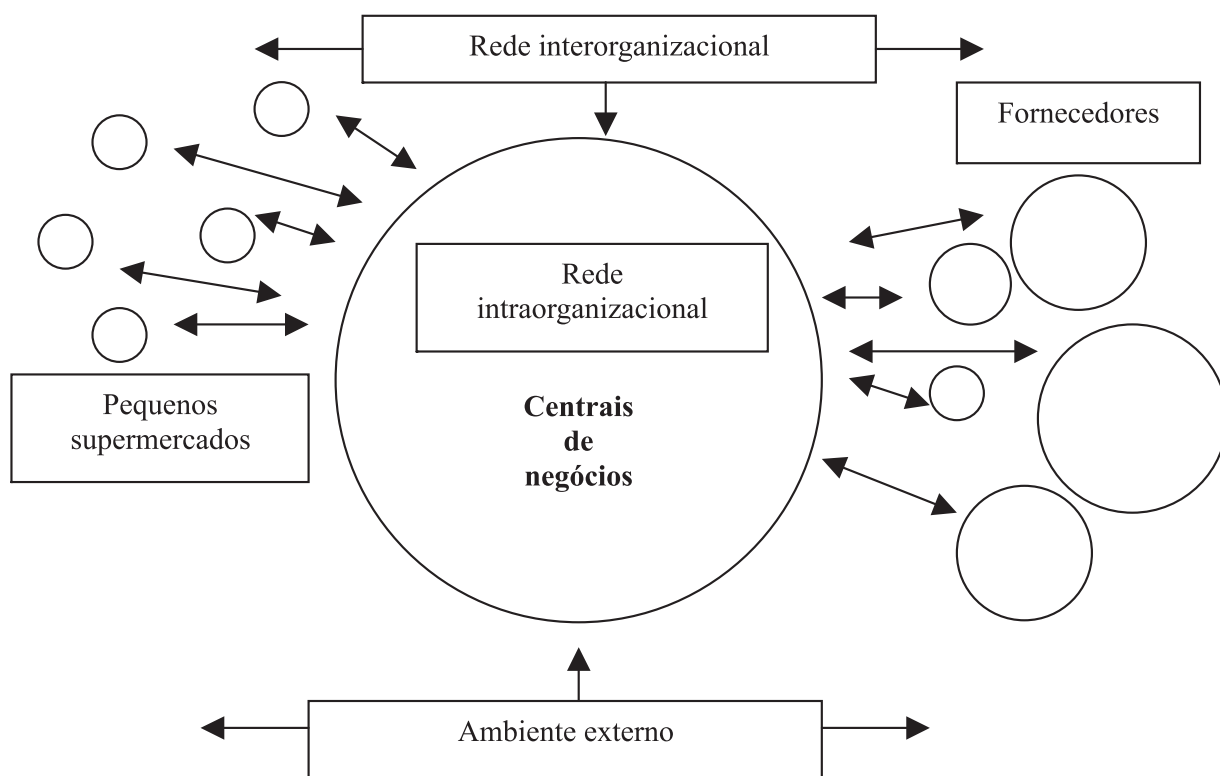 Rede interorganizacional
Fornecedores
Rede
intraorganizacional
Pequenos
supermercados
Centrais
de
negócios
Ambiente externo